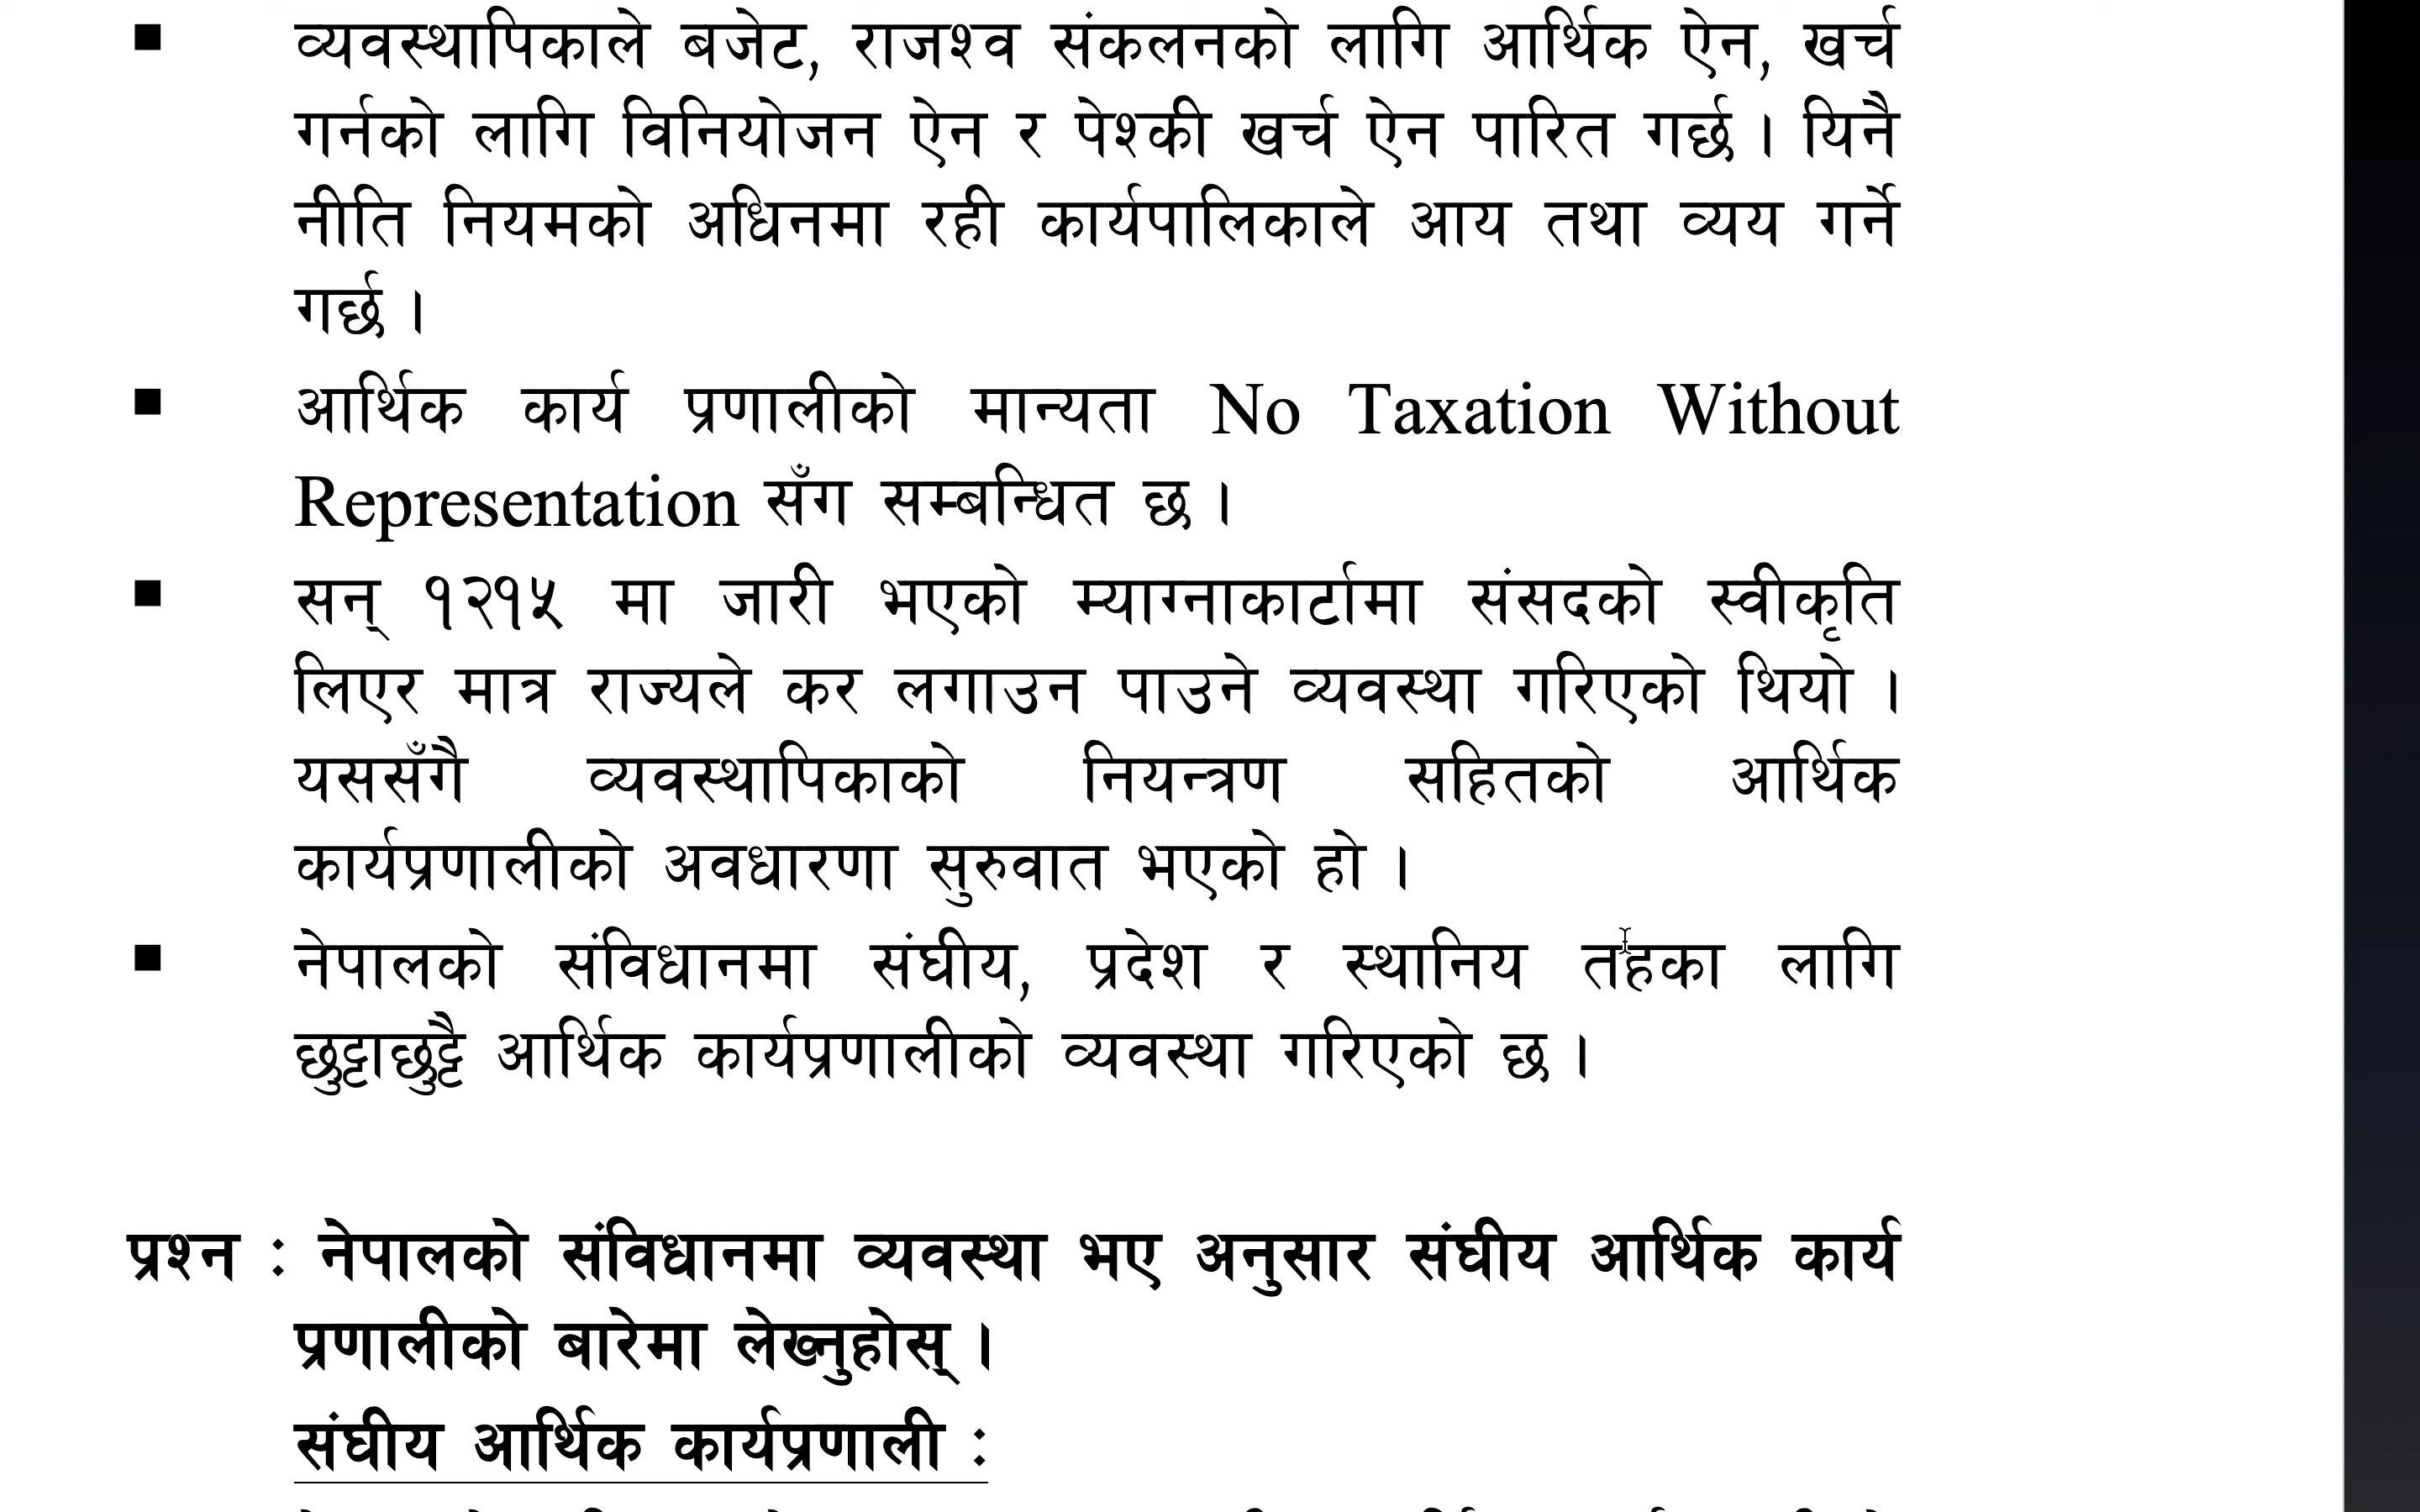 ■ व्यवस्थापिकाले बजेट, राजश्व संकलनको लागि आर्थिक ऐन, खर्च
गर्नको लागि विनियोजन ऐन र पेश्की खर्च ऐन पारित गर्छ । यिनै
नीति नियमको अधिनमा रही कार्यपालिकाले आय तथा व्यय गर्ने
गर्छ ।
■ आर्थिक कार्य प्रणालीको मान्यता No Taxation Without
Representation सँग सम्बन्धित छ ।
■ सन् १२१५ मा जारी भएको म्यागनाकार्टामा संसदको स्वीकृति
लिएर मात्र राज्यले कर लगाउन पाउने व्यवस्था गरिएको थियो ।
यससँगै व्यवस्थापिकाको नियन्त्रण सहितको आर्थिक
कार्यप्रणालीको अवधारणा सुरुवात भएको हो ।
■ नेपालको संविधानमा संघीय, प्रदेश र स्थानिय तहका लागि
छुट्टाछुट्टै आर्थिक कार्यप्रणालीको व्यवस्था गरिएको छ ।
प्रश्न : नेपालको संविधानमा व्यवस्था भए अनुसार संघीय आर्थिक कार्य
प्रणालीको बारेमा लेख्नुहोस् ।
संघीय आर्थिक कार्यप्रणाली :